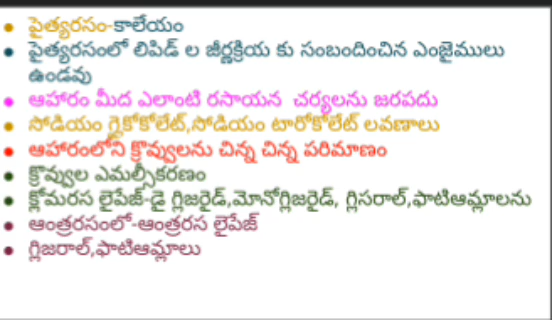 పైత్యరసం-కాలేయం
పైత్యరసంలో లిపిడ్ ల జీర్ణక్రియ కు సంబందించిన ఎంజైములు
ఉండవు
ఆహారం మీద ఎలాంటి రసాయన చర్యలను జరపదు
సోడియం గ్లైకోకోలేట్,సోడియం టారోకోలేట్ లవణాలు
ఆహారంలోని క్రొవ్వులను చిన్న చిన్న పరిమాణం
క్రొవ్వుల ఎమల్సీకరణం
క్లోమరస లైపేజ్-డై గ్లిజరైడ్,మోనోగ్లిజరైడ్, గ్లిసరాల్,ఫాటిఆమ్లాలను
ఆంత్రరసంలో-ఆంత్రరస లైపేజ్
గ్లిజరాల్,ఫాటిఆమ్లాలు